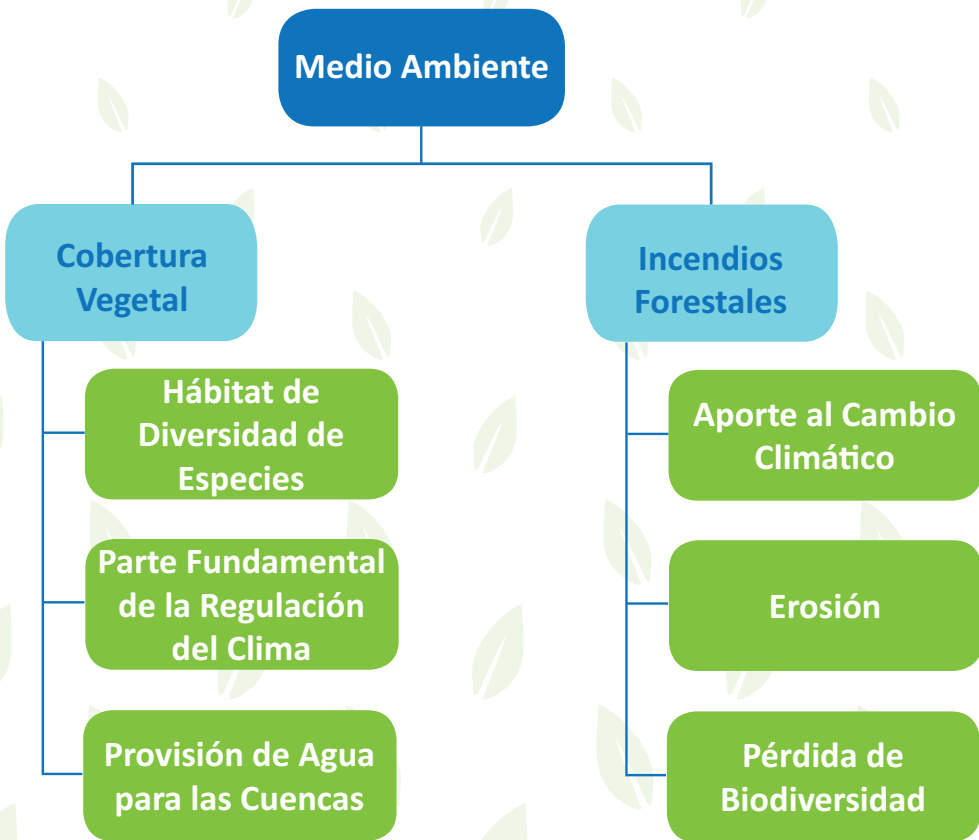 Medio Ambiente
Cobertura
Vegetal
Hábitat de
Diversidad de
Especies
Parte Fundamental
de la Regulación
del Clima
Provisión de Agua
para las Cuencas
Incendios
Forestales
Aporte al Cambio
Climático
Erosión
Pérdida de
Biodiversidad